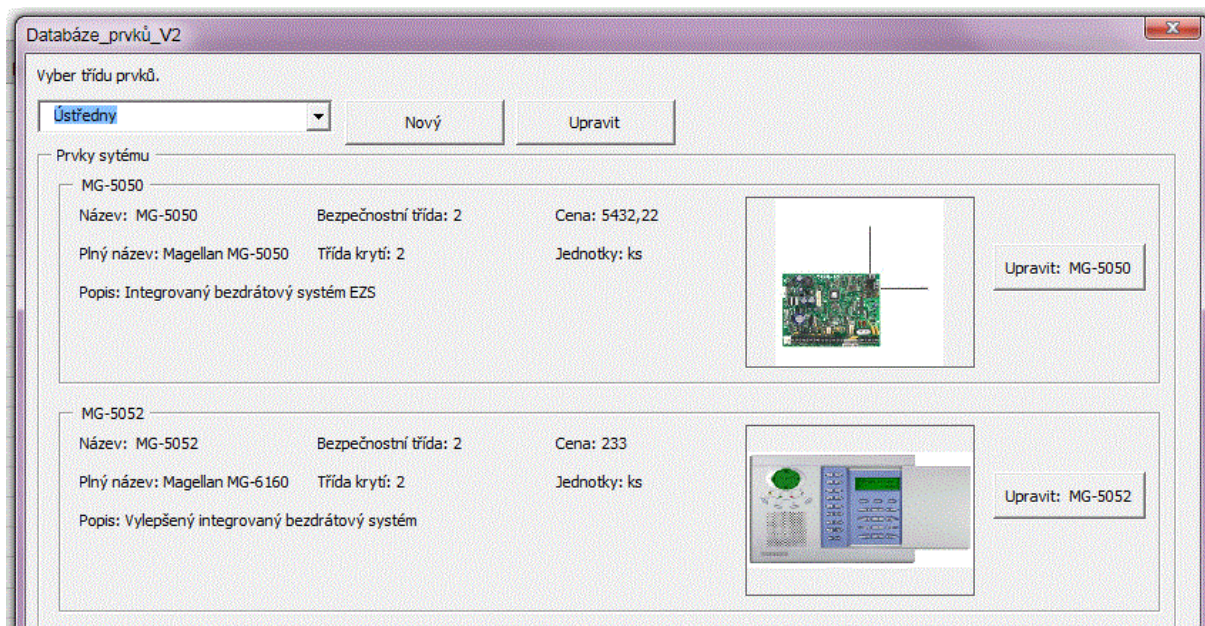 Databáze_prvků_V2
Vyber třídu prvků.
Ústředny
Nový
Upravit
Prvky sytému
MG-5050
Název: MG-5050 Bezpečnostní třída: 2 Cena: 5432,22
Plný název: Magellan MG-5050 Třída krytí: 2 Jednotky: ks
Popis: Integrovaný bezdrátový systém EZS
Upravit: MG-5050
MG-5052
Název: MG-5052 Bezpečnostní třída: 2 Cena: 233
Plný název: Magellan MG-6160 Třída krytí: 2 Jednotky: ks
Popis: Vylepšený integrovaný bezdrátový systém
Upravit: MG-5052